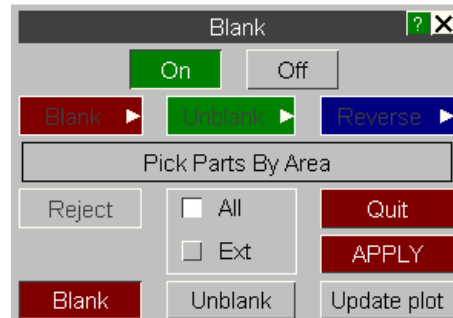 Blank ?
On Off
Blank Unblank Reverse
Pick Parts By Area
Reject All Quit
Ext APPLY
Blank Unblank Update plot